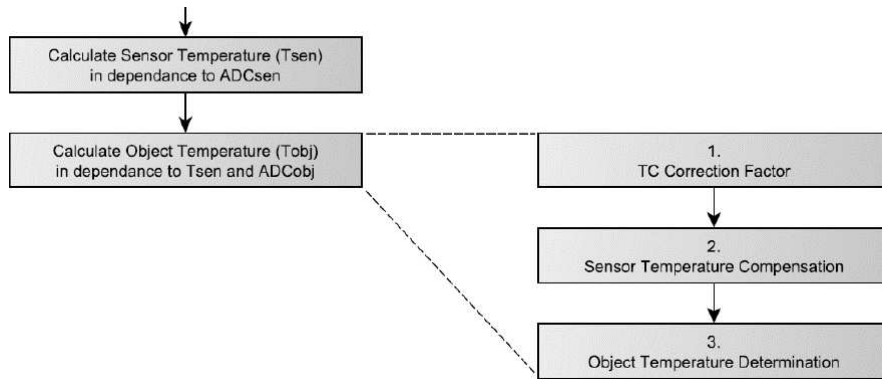 Calculate Sensor Temperature (Tsen)
in dependance to ADCsen
Calculate Object Temperature (Tobj)
in dependance to Tsen and ADCobj
1.
TC Correction Factor
2.
Sensor Temperature Compensation
3.
Object Temperature Determination